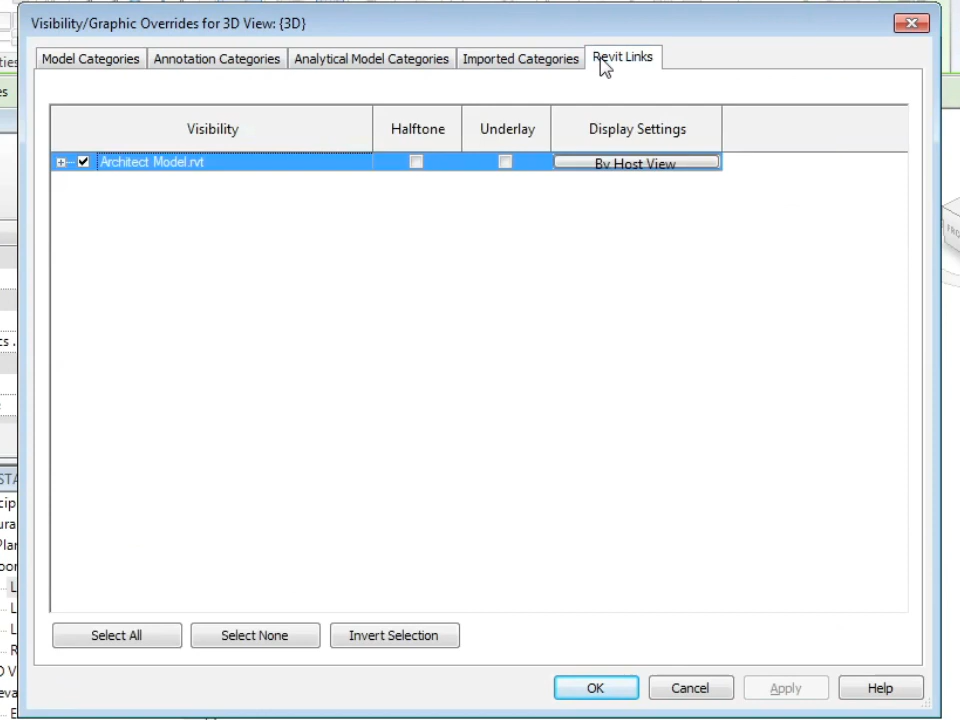 Visibility/Graphic Overrides for 3D View: {3D}
Model Categories Annotation Categories Analytical Model Categories Imported Categories Revit Links
Visibility Halftone Underlay Display Settings
Architect Model.rvt By Host View
Select All Select None Invert Selection
OK Cancel Apply Help